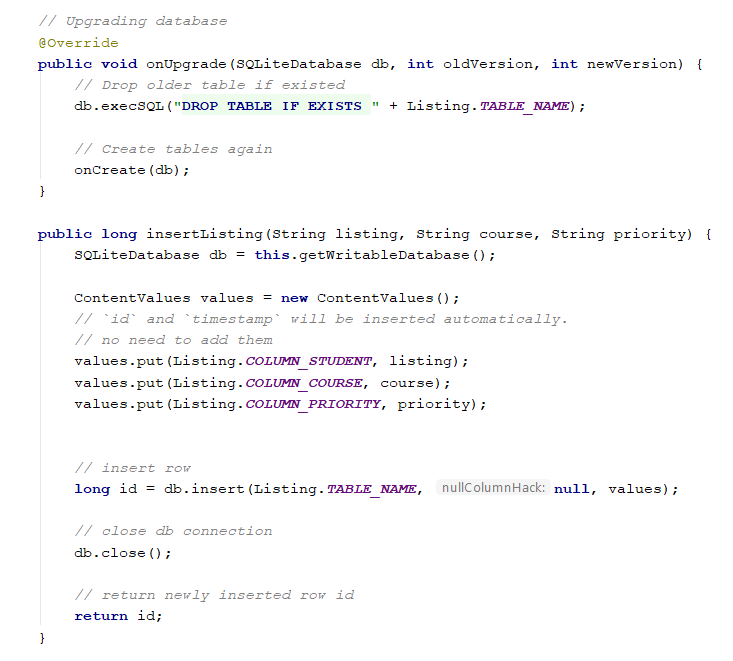 // Upgrading database
@Override
public void onUpgrade(SQLiteDatabase db, int oldVersion, int newVersion) {
// Drop older table if existed
db.execSQL("DROP TABLE IF EXISTS " + Listing.TABLE_NAME);
// Create tables again
onCreate(db);
}
public long insertListing(String listing, String course, String priority) {
SQLiteDatabase db = this.getWritableDatabase();
ContentValues values = new ContentValues();
// `id` and `timestamp` will be inserted automatically.
// no need to add them
values.put(Listing.COLUMN_STUDENT, listing);
values.put(Listing.COLUMN_COURSE, course);
values.put(Listing.COLUMN_PRIORITY, priority);
// insert row
long id = db.insert(Listing.TABLE_NAME, nullColumnHack: null, values);
// close db connection
db.close();
// return newly inserted row id
return id;
}